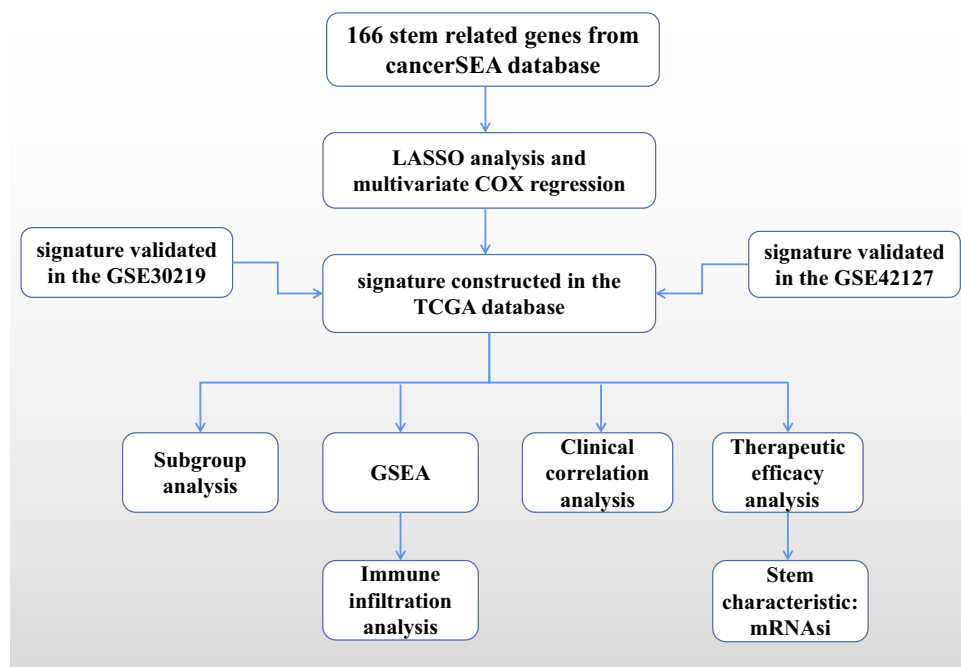 166 stem related genes from
cancerSEA database
LASSO analysis and
multivariate COX regression
signature validated
in the GSE30219
signature constructed in the
TCGA database
signature validated
in the GSE42127
Subgroup
analysis
GSEA
Clinical
correlation
analysis
Therapeutic
efficacy
analysis
Immune
infiltration
analysis
Stem
characteristic:
mRNAsi